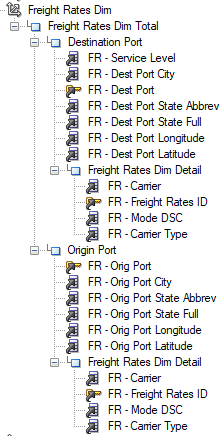 Freight Rates Dim
Freight Rates Dim Total
Destination Port
FR - Service Level
FR - Dest Port City
FR - Dest Port
FR - Dest Port State Abbrev
FR - Dest Port State Full
FR - Dest Port Longitude
FR - Dest Port Latitude
Freight Rates Dim Detail
FR - Carrier
FR - Freight Rates ID
FR - Mode DSC
FR - Carrier Type
Origin Port
FR - Orig Port
FR - Orig Port City
FR - Orig Port State Abbrev
FR - Orig Port State Full
FR - Orig Port Longitude
FR - Orig Port Latitude
Freight Rates Dim Detail
FR - Carrier
FR - Freight Rates ID
FR - Mode DSC
FR - Carrier Type